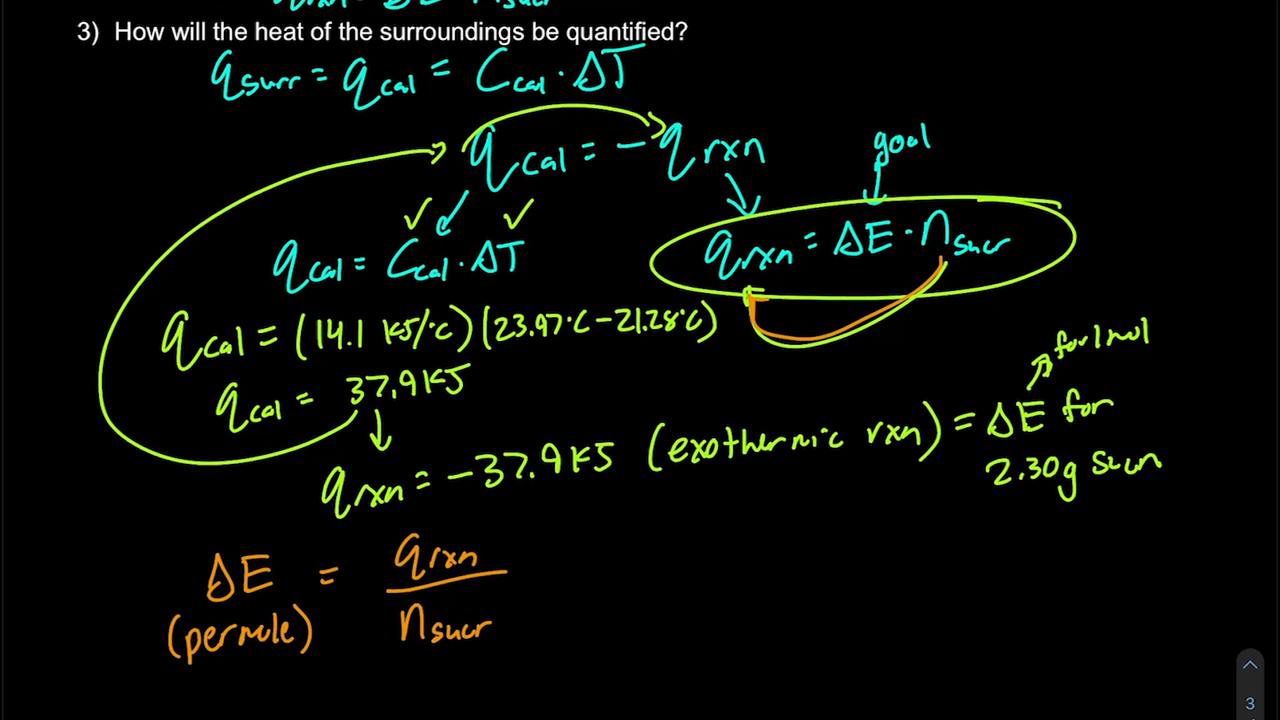 3) How will the heat of the surroundings be quantified?
qsurr = qcal = Ccal · ΔT
qcal = -qrxn
goal
qcal = Ccal · ΔT
qrxn = ΔE · nsucr
qcal = (14.1 kJ/°C)(23.97°C - 21.28°C)
for 1 mol
qcal = 37.9 kJ
qrxn = -37.9 kJ (exothermic rxn) = ΔE for
2.30g sucr
ΔE = qrxn / nsucr
(per mole)
3